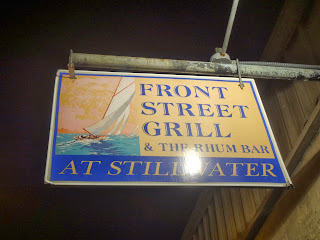 FRONT
STREET
GRILL
& THE RHUM BAR
AT STILLWATER